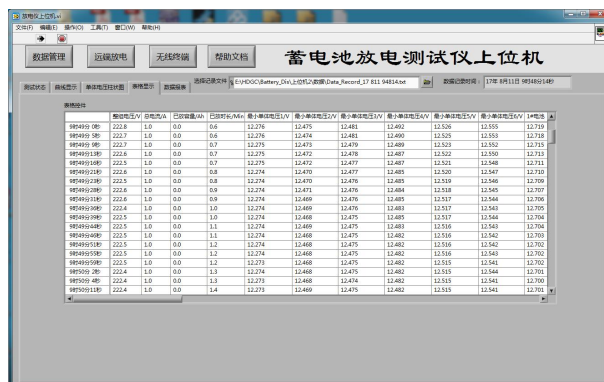 放电仪上位机.vi
文件(F) 编辑(E) 操作(O) 工具(T) 窗口(W) 帮助(H)
数据管理 远端放电 无线终端 帮助文档 蓄电池放电测试仪上位机
测试状态 曲线显示 单体电压柱状图 表格显示 数据报表 选择记录文件 E:\HDGC\Battery_Dis\上位机2\数据\Data_Record_17 811 94814.txt 数据记录时间: 17年 8月11日 9时48分14秒
表格控件
整组电压/V 总电流/A 已放容量/Ah 已放时长/Min 最小单体电压1/V 最小单体电压2/V 最小单体电压3/V 最小单体电压4/V 最小单体电压5/V 最小单体电压6/V 1#电池
9时49分 0秒 222.8 1.0 0.0 0.6 12.276 12.475 12.481 12.492 12.526 12.555 12.719
9时49分 5秒 222.7 1.0 0.0 0.6 12.276 12.474 12.481 12.490 12.525 12.553 12.718
9时49分 9秒 222.7 1.0 0.0 0.7 12.275 12.473 12.479 12.489 12.523 12.552 12.715
9时49分13秒 222.6 1.0 0.0 0.7 12.275 12.472 12.478 12.487 12.522 12.550 12.713
9时49分16秒 222.5 1.0 0.0 0.7 12.275 12.472 12.477 12.487 12.521 12.548 12.711
9时49分21秒 222.6 1.0 0.0 0.8 12.274 12.470 12.477 12.485 12.520 12.547 12.710
9时49分23秒 222.5 1.0 0.0 0.8 12.274 12.470 12.476 12.485 12.519 12.546 12.709
9时49分28秒 222.6 1.0 0.0 0.9 12.274 12.471 12.476 12.484 12.518 12.545 12.707
9时49分31秒 222.6 1.0 0.0 0.9 12.274 12.469 12.476 12.485 12.517 12.544 12.706
9时49分36秒 222.4 1.0 0.0 1.0 12.274 12.469 12.476 12.483 12.517 12.543 12.705
9时49分39秒 222.5 1.0 0.0 1.0 12.274 12.468 12.475 12.485 12.517 12.544 12.704
9时49分44秒 222.5 1.0 0.0 1.1 12.274 12.469 12.475 12.483 12.516 12.543 12.704
9时49分46秒 222.5 1.0 0.0 1.1 12.274 12.468 12.475 12.482 12.516 12.542 12.703
9时49分51秒 222.5 1.0 0.0 1.2 12.274 12.468 12.475 12.482 12.516 12.542 12.702
9时49分55秒 222.5 1.0 0.0 1.2 12.274 12.468 12.475 12.482 12.516 12.543 12.702
9时49分59秒 222.5 1.0 0.0 1.2 12.273 12.468 12.475 12.482 12.515 12.541 12.702
9时50分 2秒 222.4 1.0 0.0 1.3 12.274 12.468 12.475 12.482 12.515 12.544 12.701
9时50分 4秒 222.4 1.0 0.0 1.3 12.273 12.468 12.474 12.482 12.515 12.541 12.700
9时50分11秒 222.4 1.0 0.0 1.4 12.273 12.469 12.475 12.482 12.515 12.541 12.701